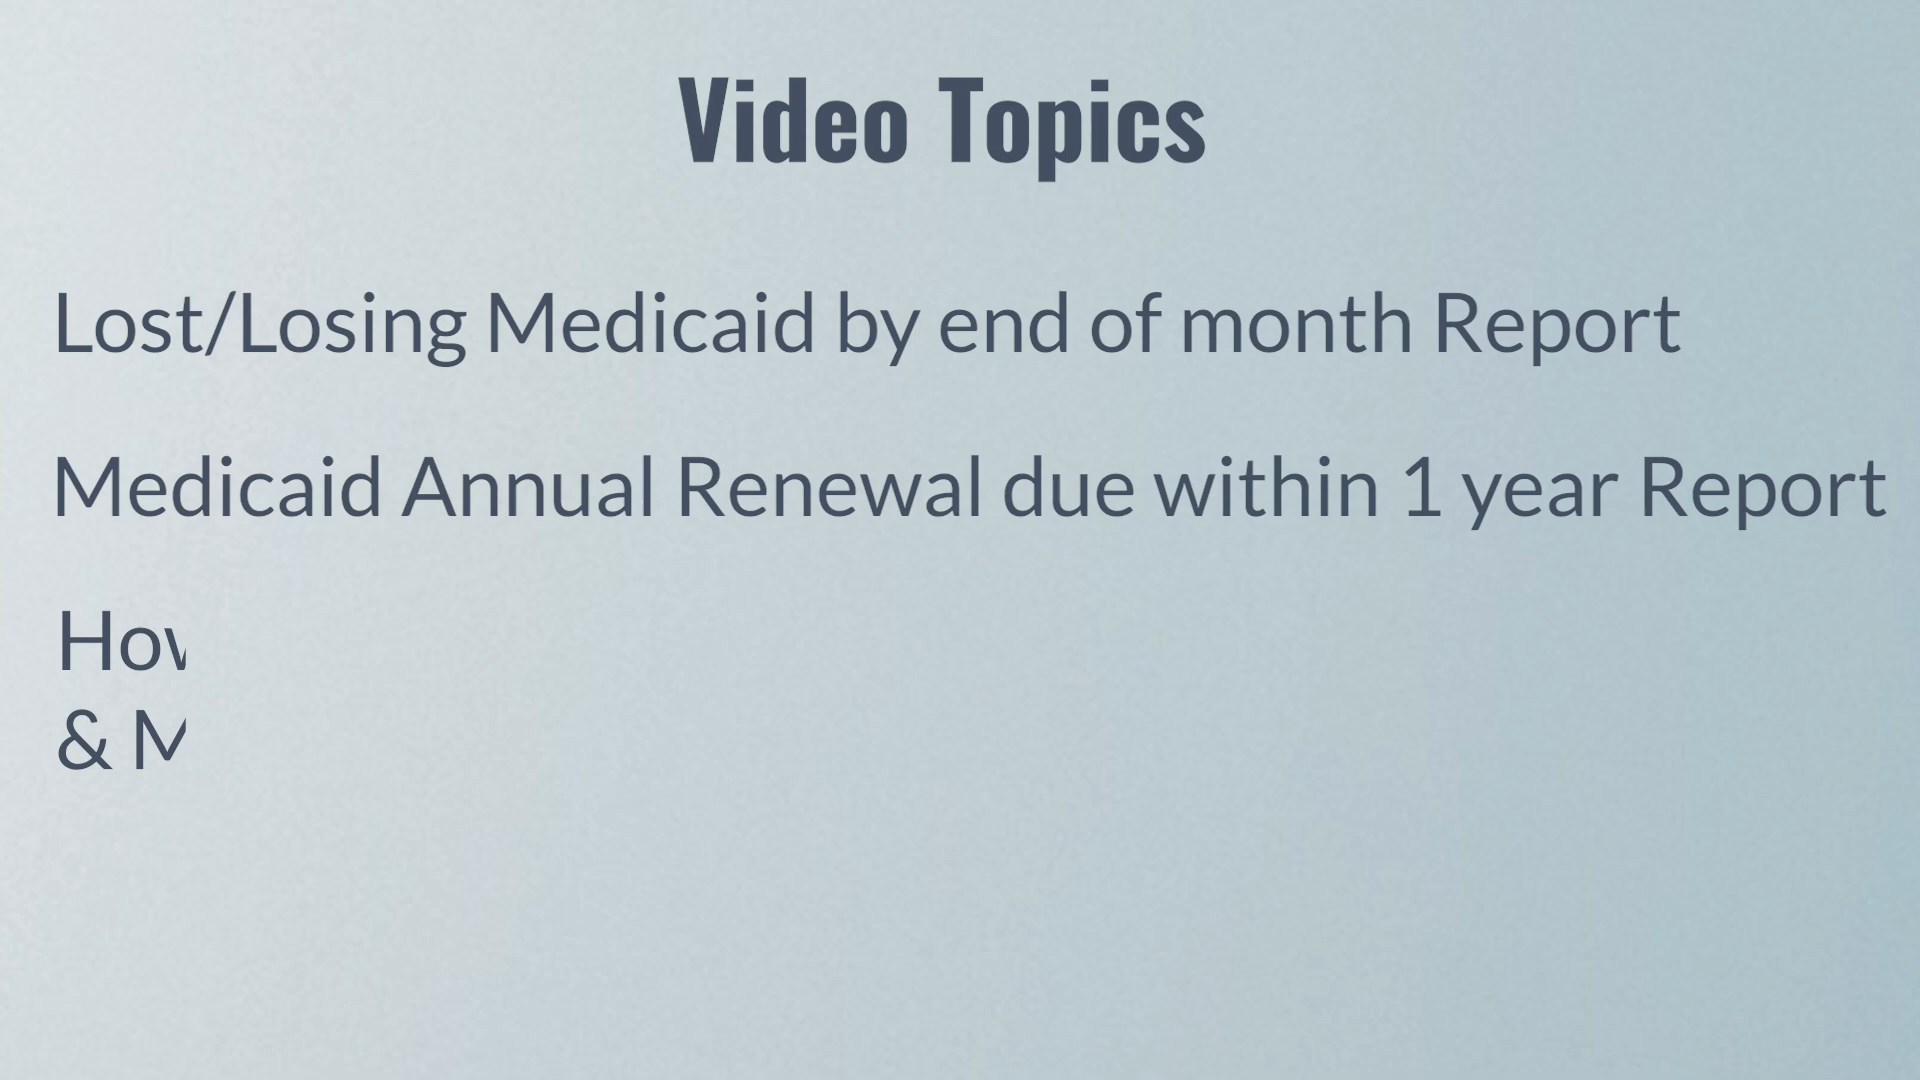 Video Topics
Lost/Losing Medicaid by end of month Report
Medicaid Annual Renewal due within 1 year Report
&